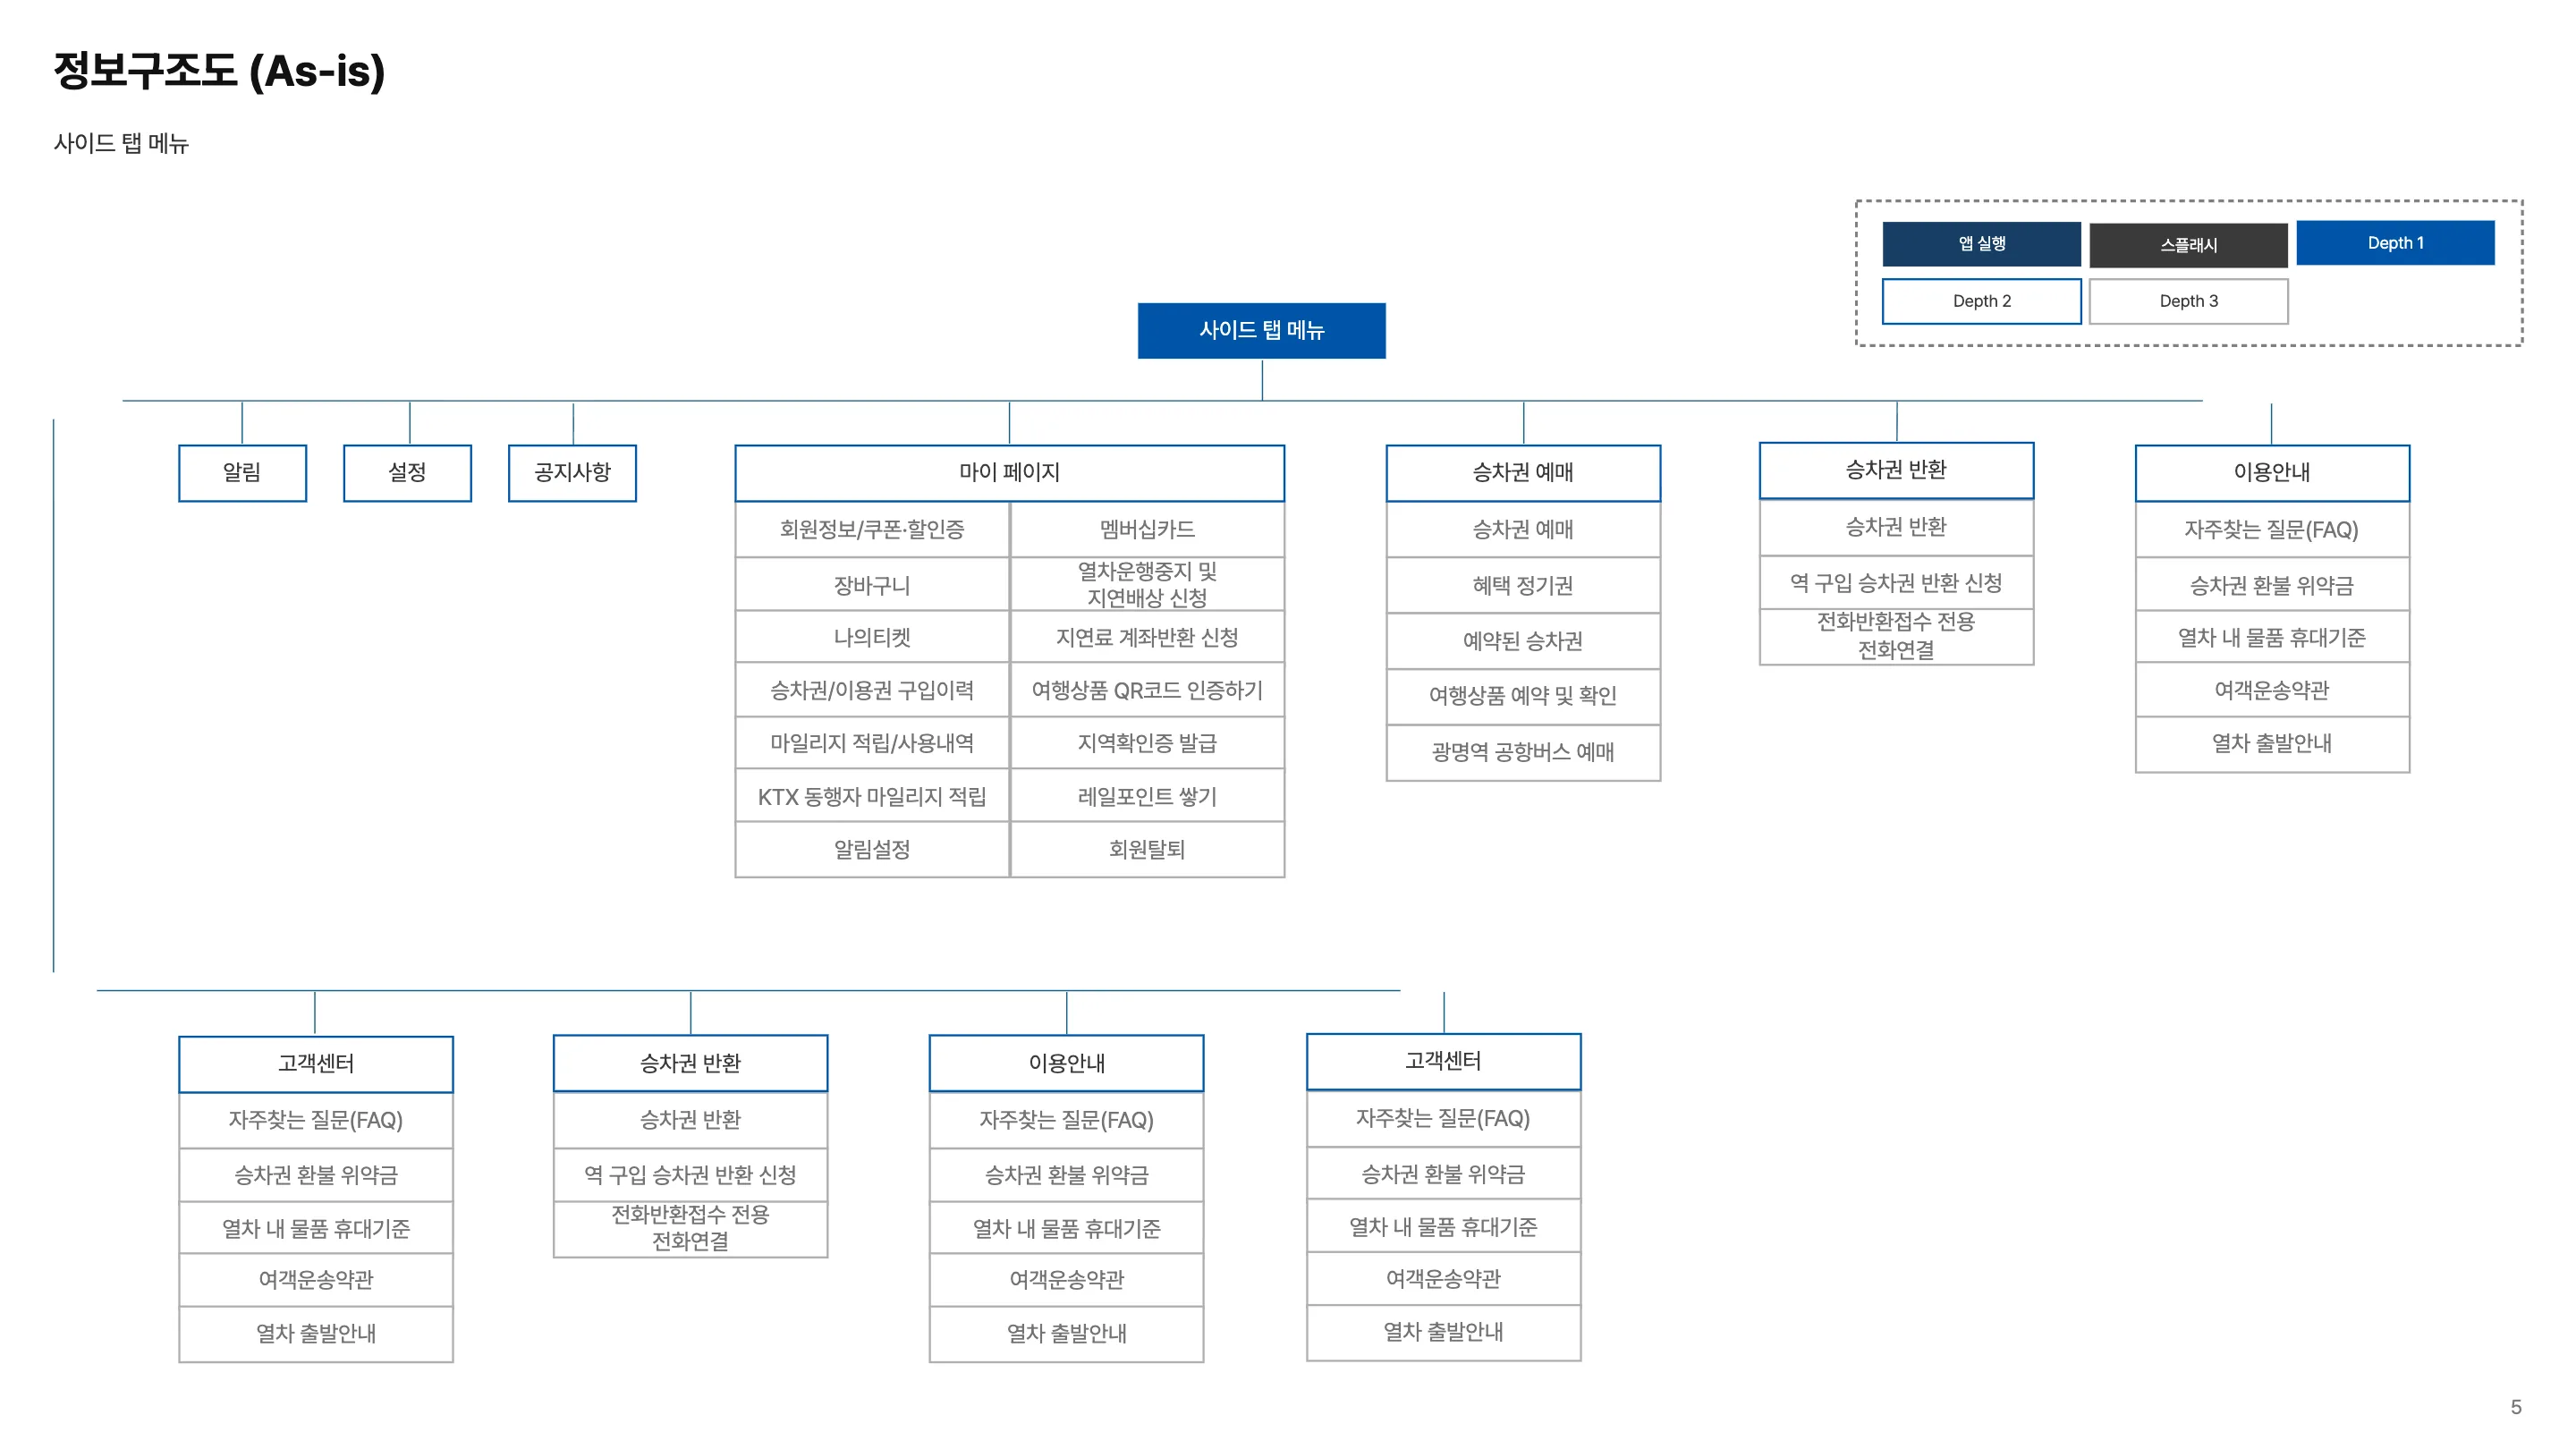 정보구조도 (As-is)
사이드 탭 메뉴
앱 실행
스플래시
Depth 1
Depth 2
Depth 3
사이드 탭 메뉴
알림
설정
공지사항
마이 페이지
회원정보/쿠폰·할인증
멤버십카드
장바구니
열차운행중지 및
지연배상 신청
나의티켓
지연료 계좌반환 신청
승차권/이용권 구입이력
여행상품 QR코드 인증하기
마일리지 적립/사용내역
지역확인증 발급
KTX 동행자 마일리지 적립
레일포인트 쌓기
알림설정
회원탈퇴
승차권 예매
승차권 예매
혜택 정기권
예약된 승차권
여행상품 예약 및 확인
광명역 공항버스 예매
승차권 반환
승차권 반환
역 구입 승차권 반환 신청
전화반환접수 전용
전화연결
이용안내
자주찾는 질문(FAQ)
승차권 환불 위약금
열차 내 물품 휴대기준
여객운송약관
열차 출발안내
고객센터
자주찾는 질문(FAQ)
승차권 환불 위약금
열차 내 물품 휴대기준
여객운송약관
열차 출발안내
승차권 반환
승차권 반환
역 구입 승차권 반환 신청
전화반환접수 전용
전화연결
이용안내
자주찾는 질문(FAQ)
승차권 환불 위약금
열차 내 물품 휴대기준
여객운송약관
열차 출발안내
고객센터
자주찾는 질문(FAQ)
승차권 환불 위약금
열차 내 물품 휴대기준
여객운송약관
열차 출발안내
5